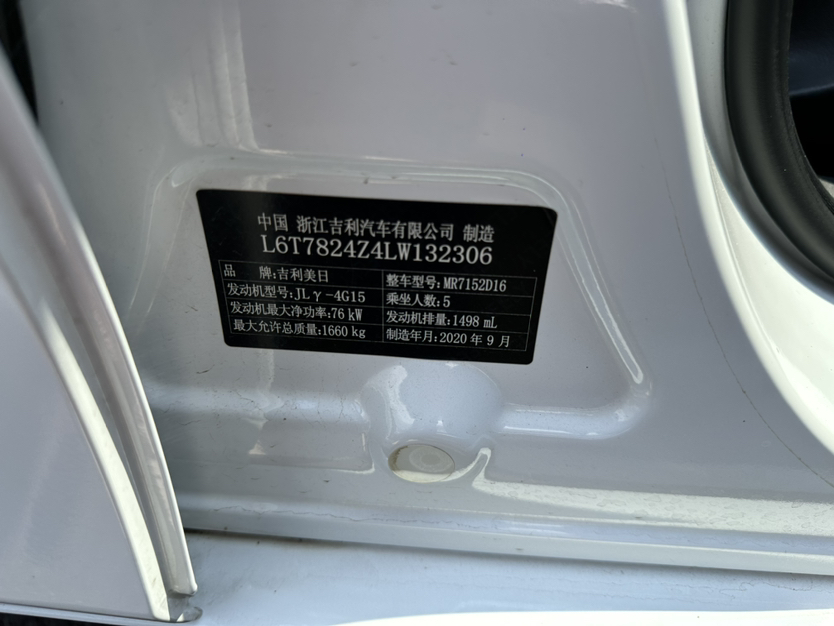 中国 浙江吉利汽车有限公司 制造
L6T7824Z4LW132306
品 牌:吉利美日 整车型号:MR7152D16
发动机型号:JLγ-4G15 乘坐人数:5
发动机最大净功率:76 kW 发动机排量:1498 mL
最大允许总质量:1660 kg 制造年月:2020 年 9 月